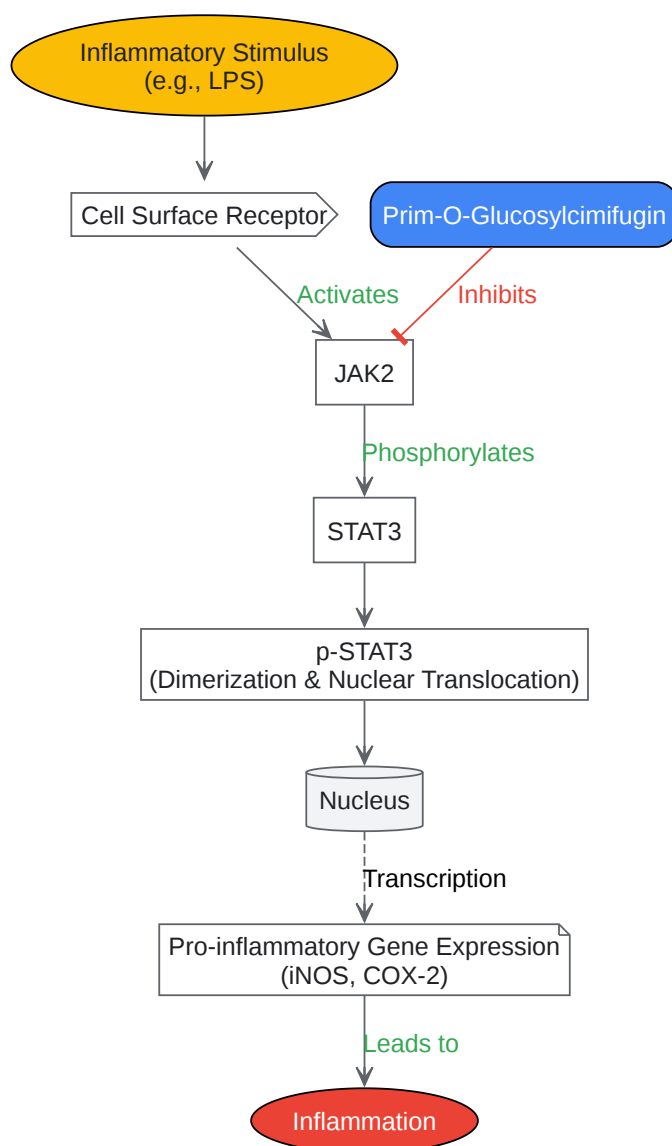 Inflammatory Stimulus
(e.g., LPS)
Cell Surface Receptor
Prim-O-Glucosylcimifugin
Activates
Inhibits
JAK2
Phosphorylates
STAT3
p-STAT3
(Dimerization & Nuclear Translocation)
Nucleus
Transcription
Pro-inflammatory Gene Expression
(iNOS, COX-2)
Leads to
Inflammation